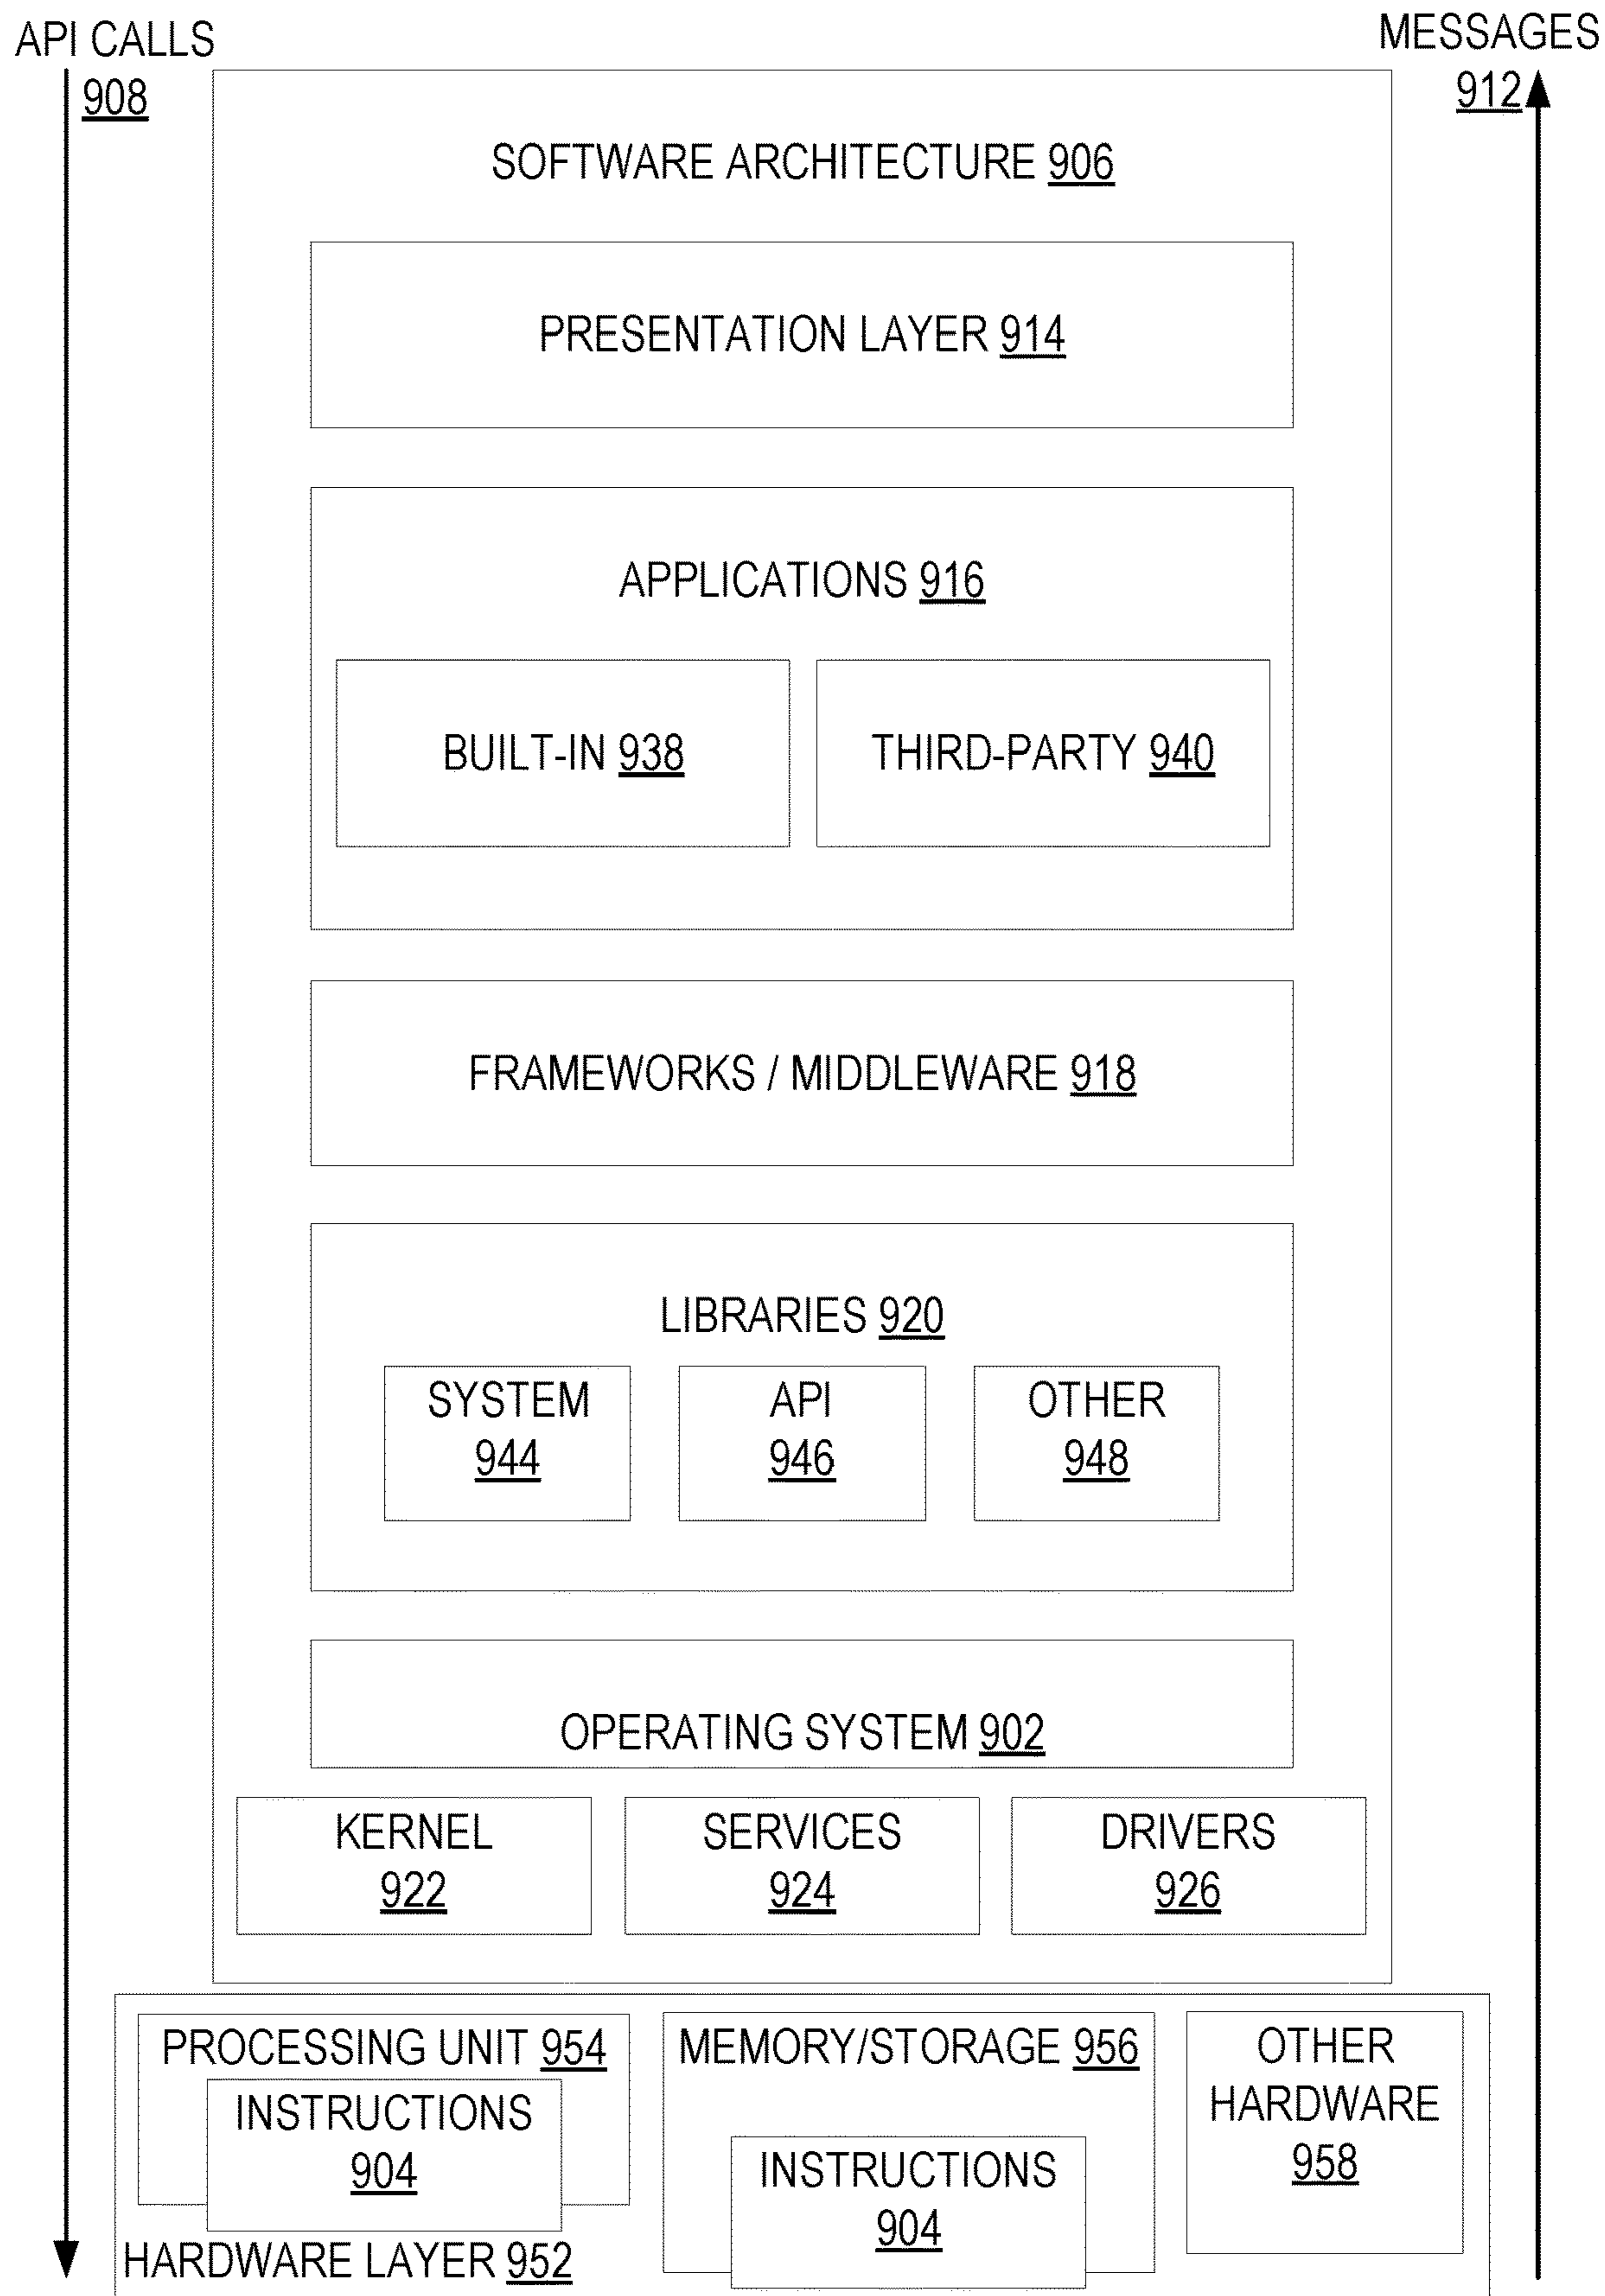 API CALLS
908
MESSAGES
912
SOFTWARE ARCHITECTURE 906
PRESENTATION LAYER 914
APPLICATIONS 916
BUILT-IN 938
THIRD-PARTY 940
FRAMEWORKS / MIDDLEWARE 918
LIBRARIES 920
SYSTEM
944
API
946
OTHER
948
OPERATING SYSTEM 902
KERNEL
922
SERVICES
924
DRIVERS
926
PROCESSING UNIT 954
INSTRUCTIONS
904
MEMORY/STORAGE 956
INSTRUCTIONS
904
OTHER
HARDWARE
958
HARDWARE LAYER 952